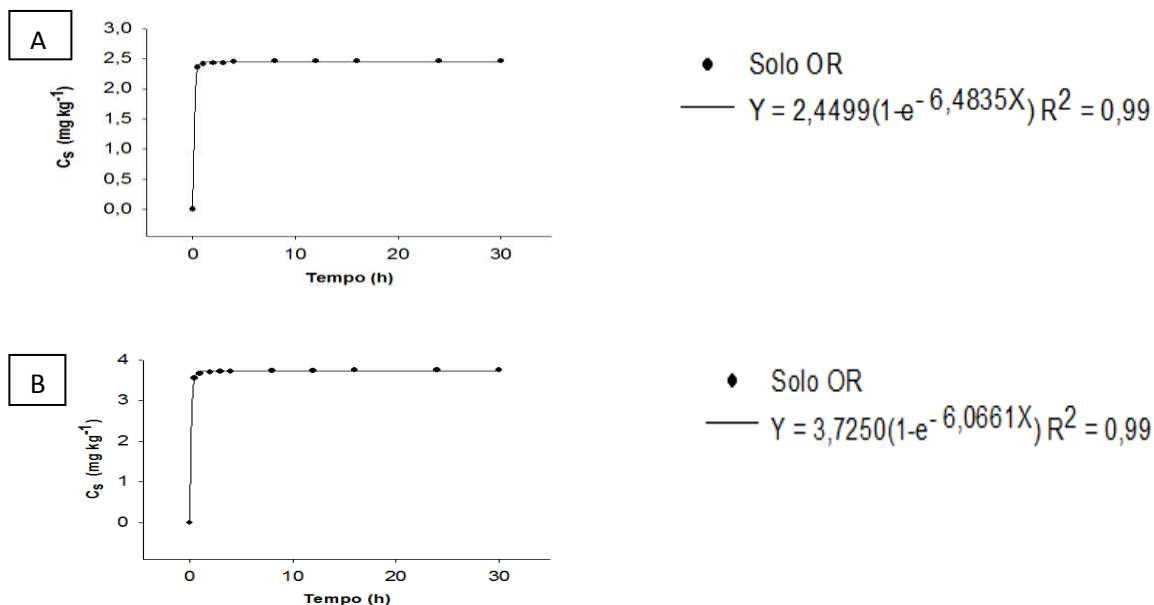 A
3,0
2,5
2,0
1,5
1,0
0,5
0,0
Cs (mg kg-1)
0 10 20 30
Tempo (h)
Solo OR
Y = 2,4499(1-e- 6,4835X) R2 = 0,99
B
4
3
2
1
0
Cs (mg kg-1)
0 10 20 30
Tempo (h)
Solo OR
Y = 3,7250(1-e- 6,0661X) R2 = 0,99